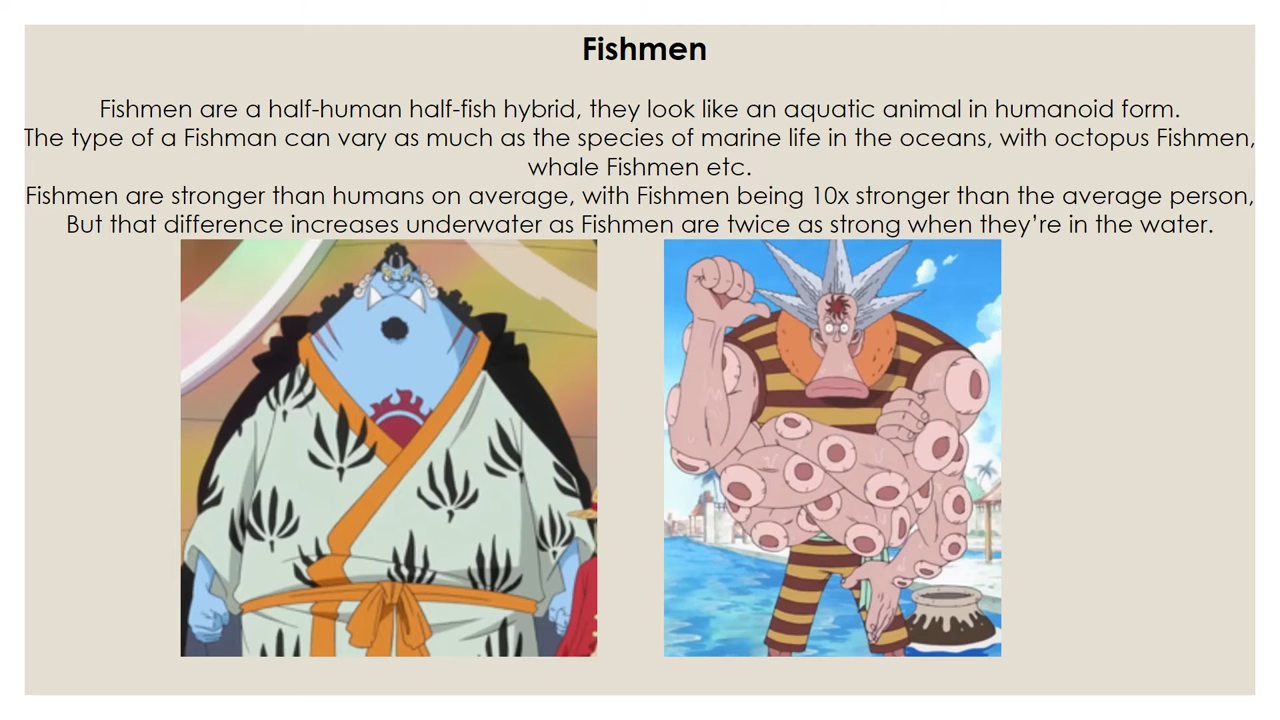 Fishmen
Fishmen are a half-human half-fish hybrid, they look like an aquatic animal in humanoid form.
The type of a Fishman can vary as much as the species of marine life in the oceans, with octopus Fishmen,
whale Fishmen etc.
Fishmen are stronger than humans on average, with Fishmen being 10x stronger than the average person,
But that difference increases underwater as Fishmen are twice as strong when they’re in the water.